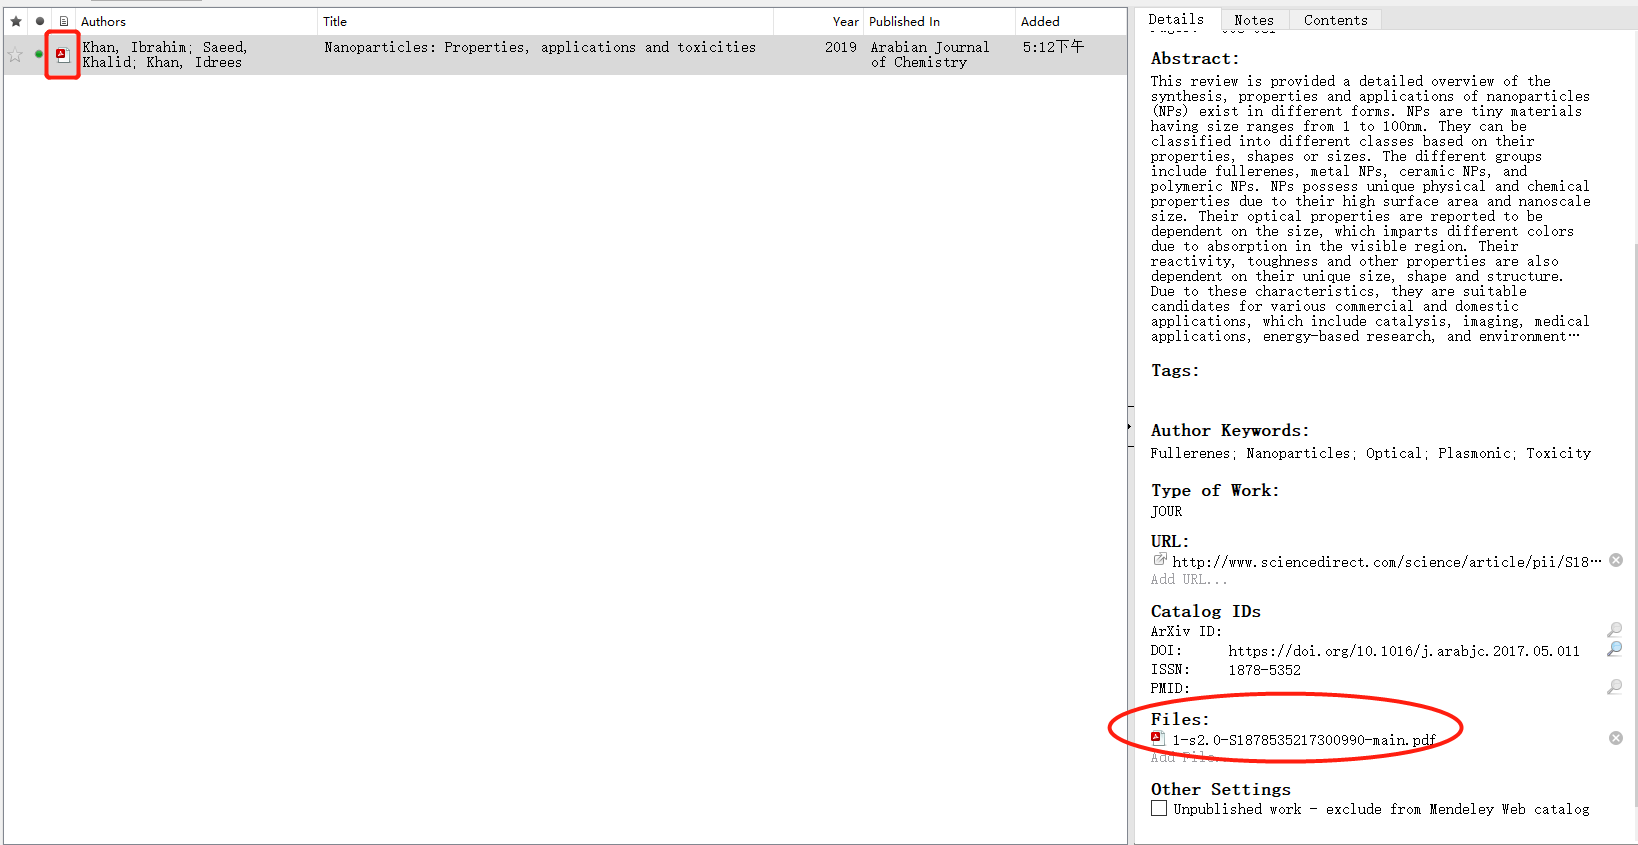 Authors Title Year Published In Added
Khan, Ibrahim; Saeed, Nanoparticles: Properties, applications and toxicities 2019 Arabian Journal 5:12下午
Khalid; Khan, Idrees of Chemistry
Details Notes Contents
Abstract:
This review is provided a detailed overview of the
synthesis, properties and applications of nanoparticles
(NPs) exist in different forms. NPs are tiny materials
having size ranges from 1 to 100nm. They can be
classified into different classes based on their
properties, shapes or sizes. The different groups
include fullerenes, metal NPs, ceramic NPs, and
polymeric NPs. NPs possess unique physical and chemical
properties due to their high surface area and nanoscale
size. Their optical properties are reported to be
dependent on the size, which imparts different colors
due to absorption in the visible region. Their
reactivity, toughness and other properties are also
dependent on their unique size, shape and structure.
Due to these characteristics, they are suitable
candidates for various commercial and domestic
applications, which include catalysis, imaging, medical
applications, energy-based research, and environment…
Tags:
Author Keywords:
Fullerenes; Nanoparticles; Optical; Plasmonic; Toxicity
Type of Work:
JOUR
URL:
http://www.sciencedirect.com/science/article/pii/S18…
Add URL...
Catalog IDs
ArXiv ID:
DOI: https://doi.org/10.1016/j.arabjc.2017.05.011
ISSN: 1878-5352
PMID:
Files:
1-s2.0-S1878535217300990-main.pdf
Add File...
Other Settings
Unpublished work - exclude from Mendeley Web catalog